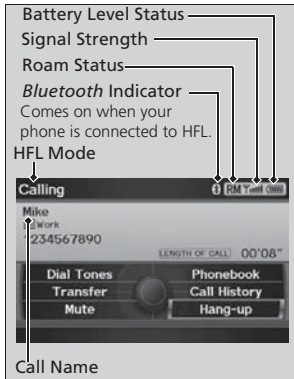 Battery Level Status
Signal Strength
Roam Status
Bluetooth Indicator
Comes on when your
phone is connected to HFL.
HFL Mode
Calling RM
Mike
Work
1234567890
LENGTH OF CALL 00'08"
Dial Tones Phonebook
Transfer Call History
Mute Hang-up
Call Name